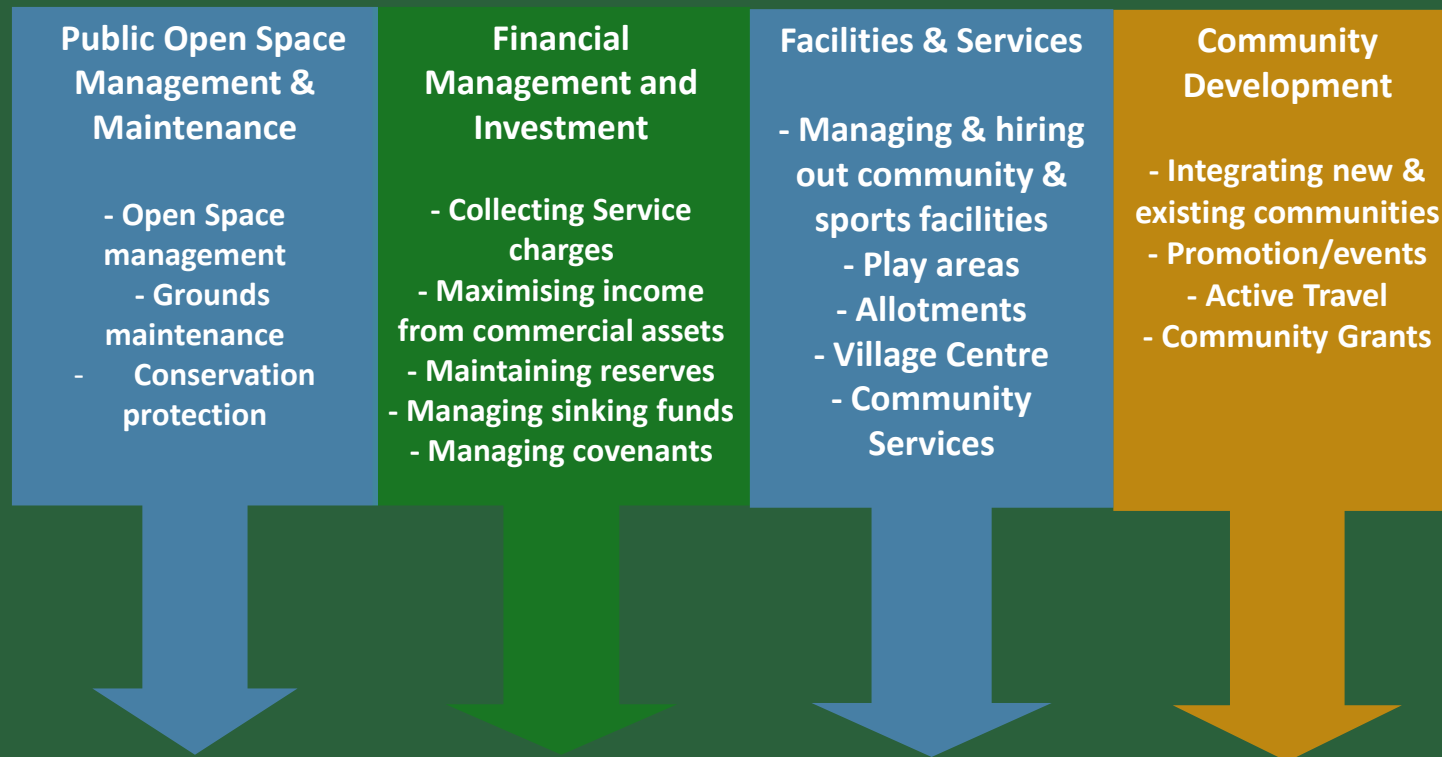 Public Open Space
Management &
Maintenance
- Open Space
management
- Grounds
maintenance
- Conservation
protection
Financial
Management and
Investment
- Collecting Service
charges
- Maximising income
from commercial assets
- Maintaining reserves
- Managing sinking funds
- Managing covenants
Facilities & Services
- Managing & hiring
out community &
sports facilities
- Play areas
- Allotments
- Village Centre
- Community
Services
Community
Development
- Integrating new &
existing communities
- Promotion/events
- Active Travel
- Community Grants